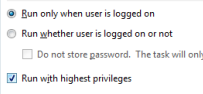 Run only when user is logged on
Run whether user is logged on or not
Do not store password. The task will only
Run with highest privileges